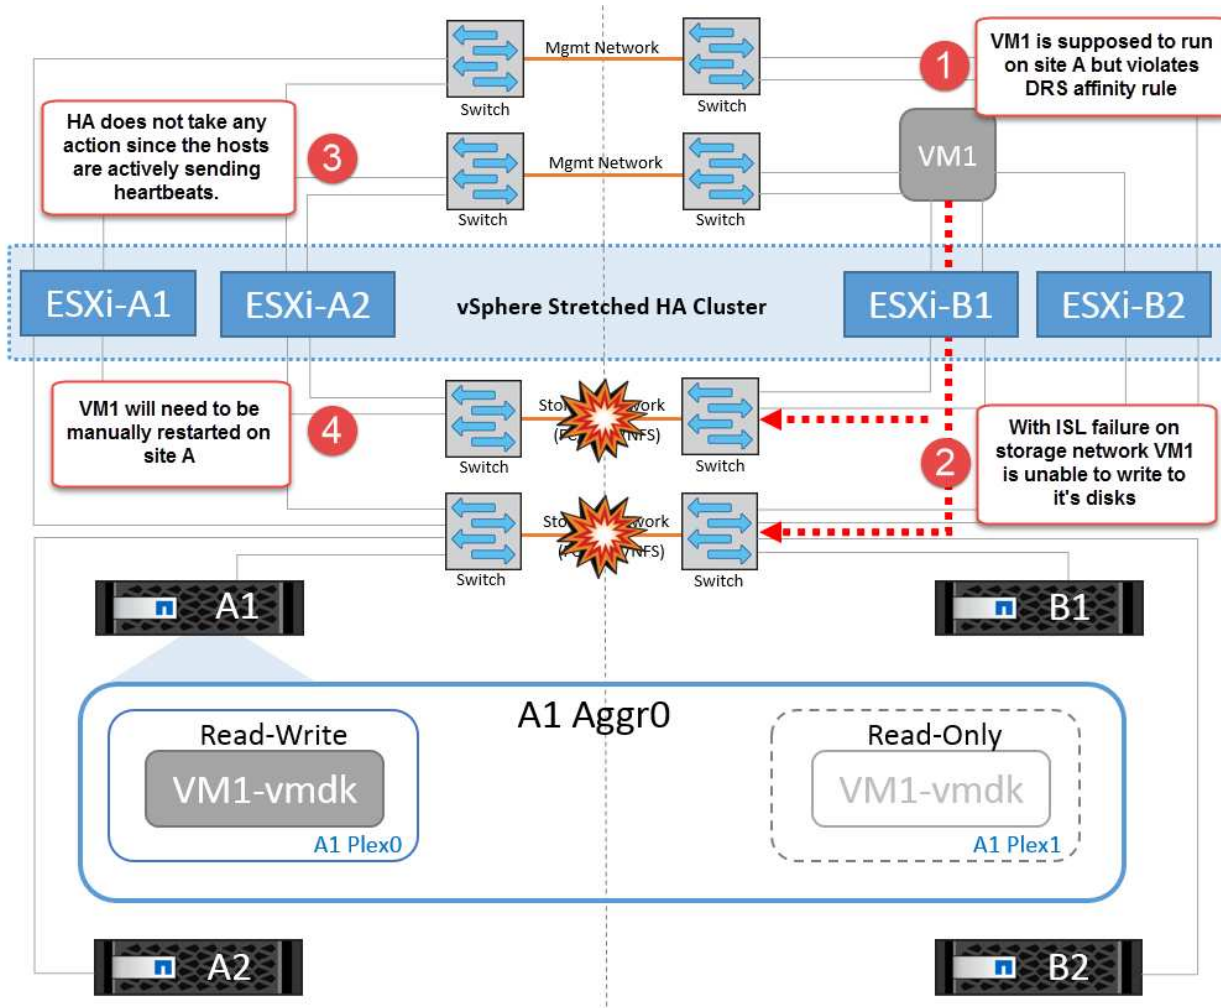 Mgmt Network
Switch
Switch
1
VM1 is supposed to run
on site A but violates
DRS affinity rule
HA does not take any
action since the hosts
are actively sending
heartbeats.
3
Mgmt Network
Switch
Switch
VM1
ESXi-A1
ESXi-A2
vSphere Stretched HA Cluster
ESXi-B1
ESXi-B2
VM1 will need to be
manually restarted on
site A
4
Switch
Switch
2
With ISL failure on
storage network VM1
is unable to write to
it's disks
Switch
Switch
A1
B1
A1 Aggr0
Read-Write
VM1-vmdk
A1 Plex0
Read-Only
VM1-vmdk
A1 Plex1
A2
B2